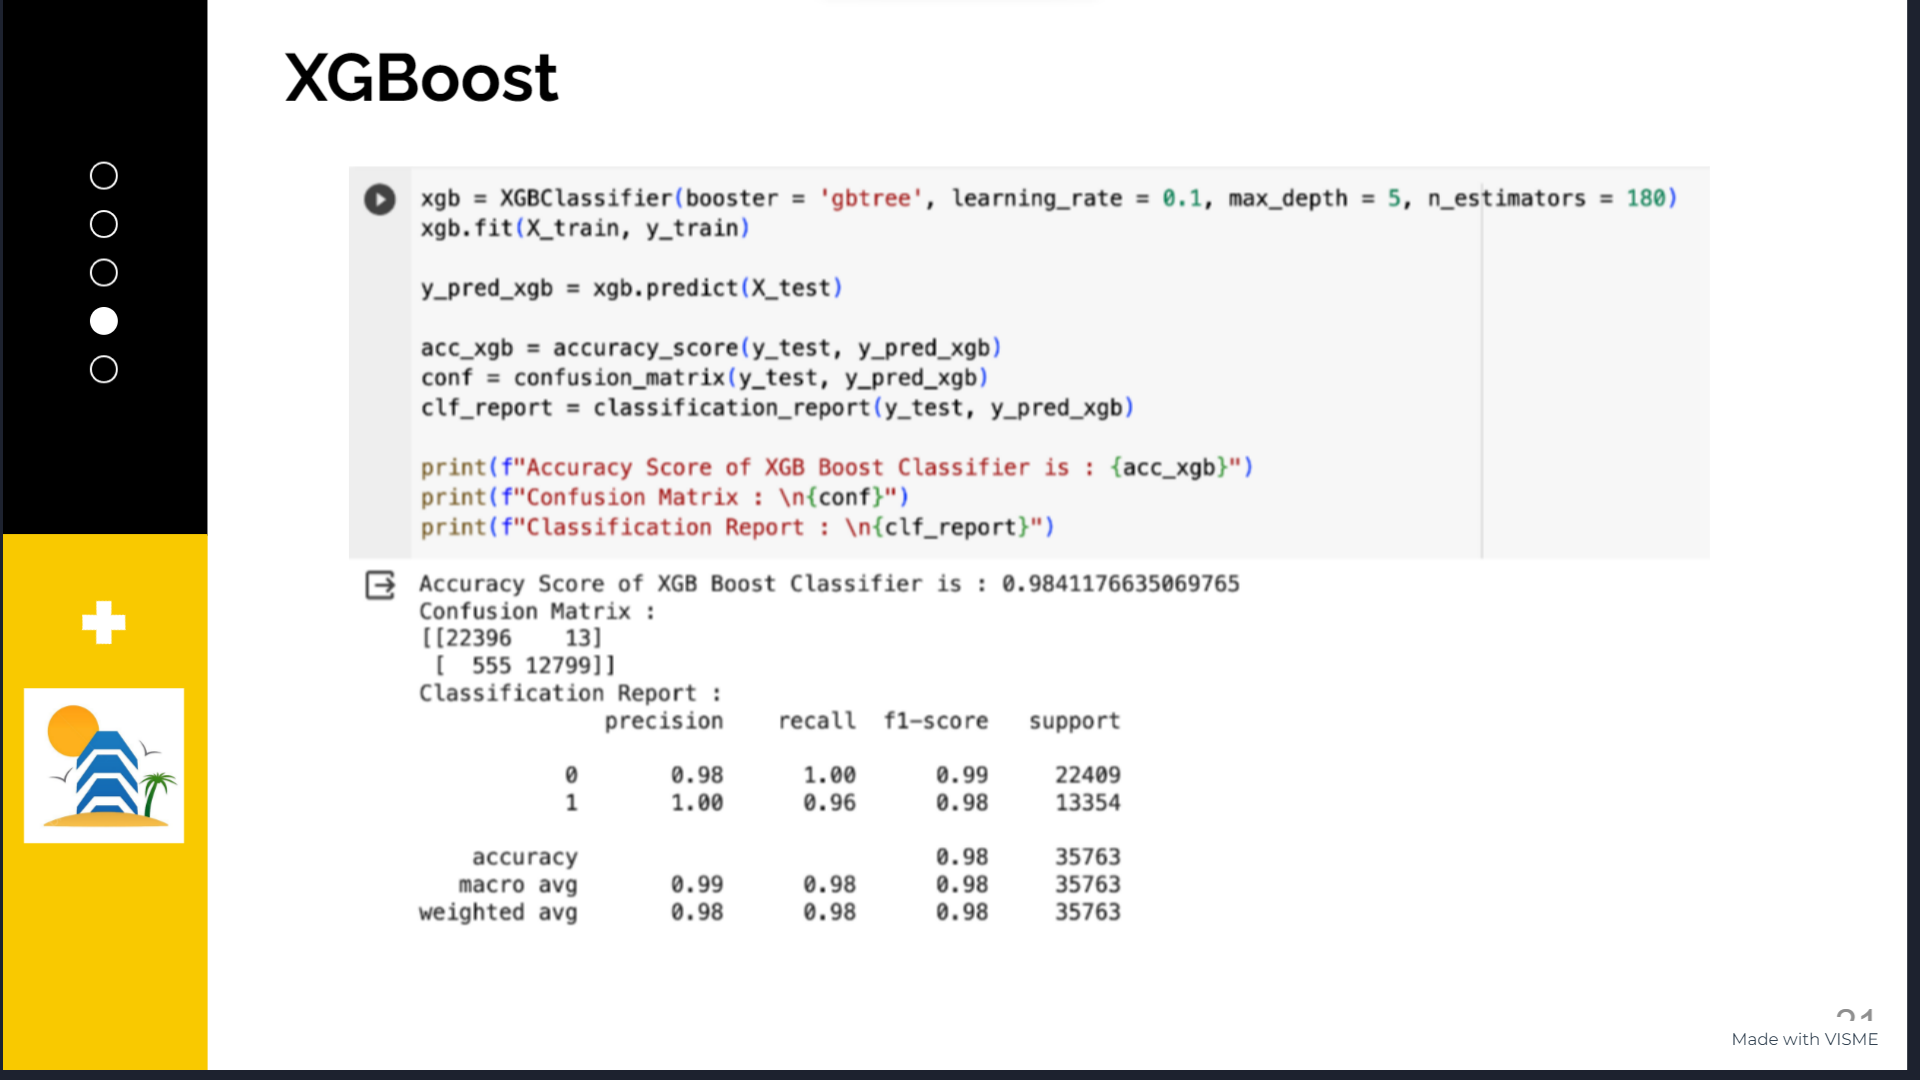 XGBoost
xgb = XGBClassifier(booster = 'gbtree', learning_rate = 0.1, max_depth = 5, n_estimators = 180)
xgb.fit(X_train, y_train)
y_pred_xgb = xgb.predict(X_test)
acc_xgb = accuracy_score(y_test, y_pred_xgb)
conf = confusion_matrix(y_test, y_pred_xgb)
clf_report = classification_report(y_test, y_pred_xgb)
print(f"Accuracy Score of XGB Boost Classifier is : {acc_xgb}")
print(f"Confusion Matrix : \n{conf}")
print(f"Classification Report : \n{clf_report}")
Accuracy Score of XGB Boost Classifier is : 0.9841176635069765
Confusion Matrix :
[[22396    13]
 [  555 12799]]
Classification Report :
              precision    recall  f1-score   support
           0       0.98      1.00      0.99     22409
           1       1.00      0.96      0.98     13354
    accuracy                           0.98     35763
   macro avg       0.99      0.98      0.98     35763
weighted avg       0.98      0.98      0.98     35763
Made with VISME